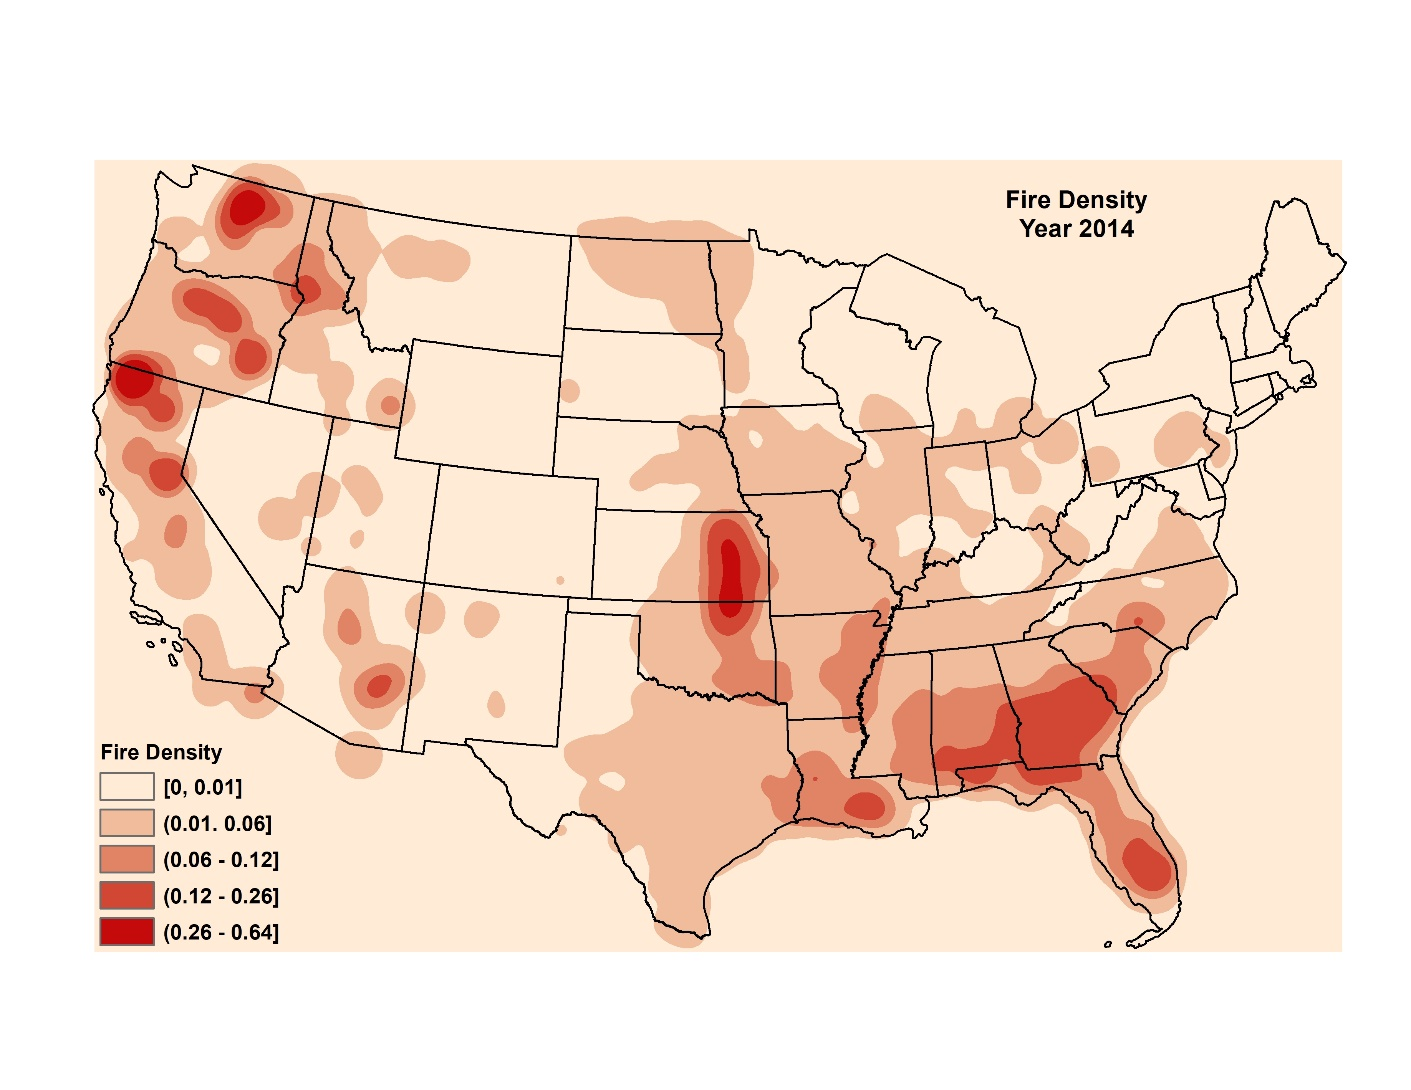 Fire Density
Year 2014
Fire Density
[0, 0.01]
(0.01. 0.06]
(0.06 - 0.12]
(0.12 - 0.26]
(0.26 - 0.64]